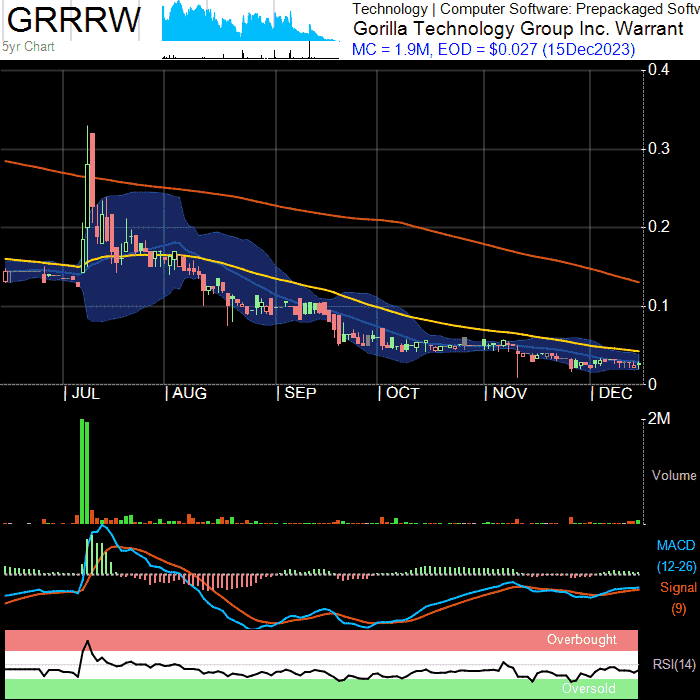 GRRRW
5yr Chart
Technology | Computer Software: Prepackaged Softw
Gorilla Technology Group Inc. Warrant
MC = 1.9M, EOD = $0.027 (15Dec2023)
0.4
0.3
0.2
0.1
0
| JUL | AUG | SEP | OCT | NOV | DEC
2M
Volume
MACD
(12-26)
Signal
(9)
Overbought
RSI(14)
Oversold